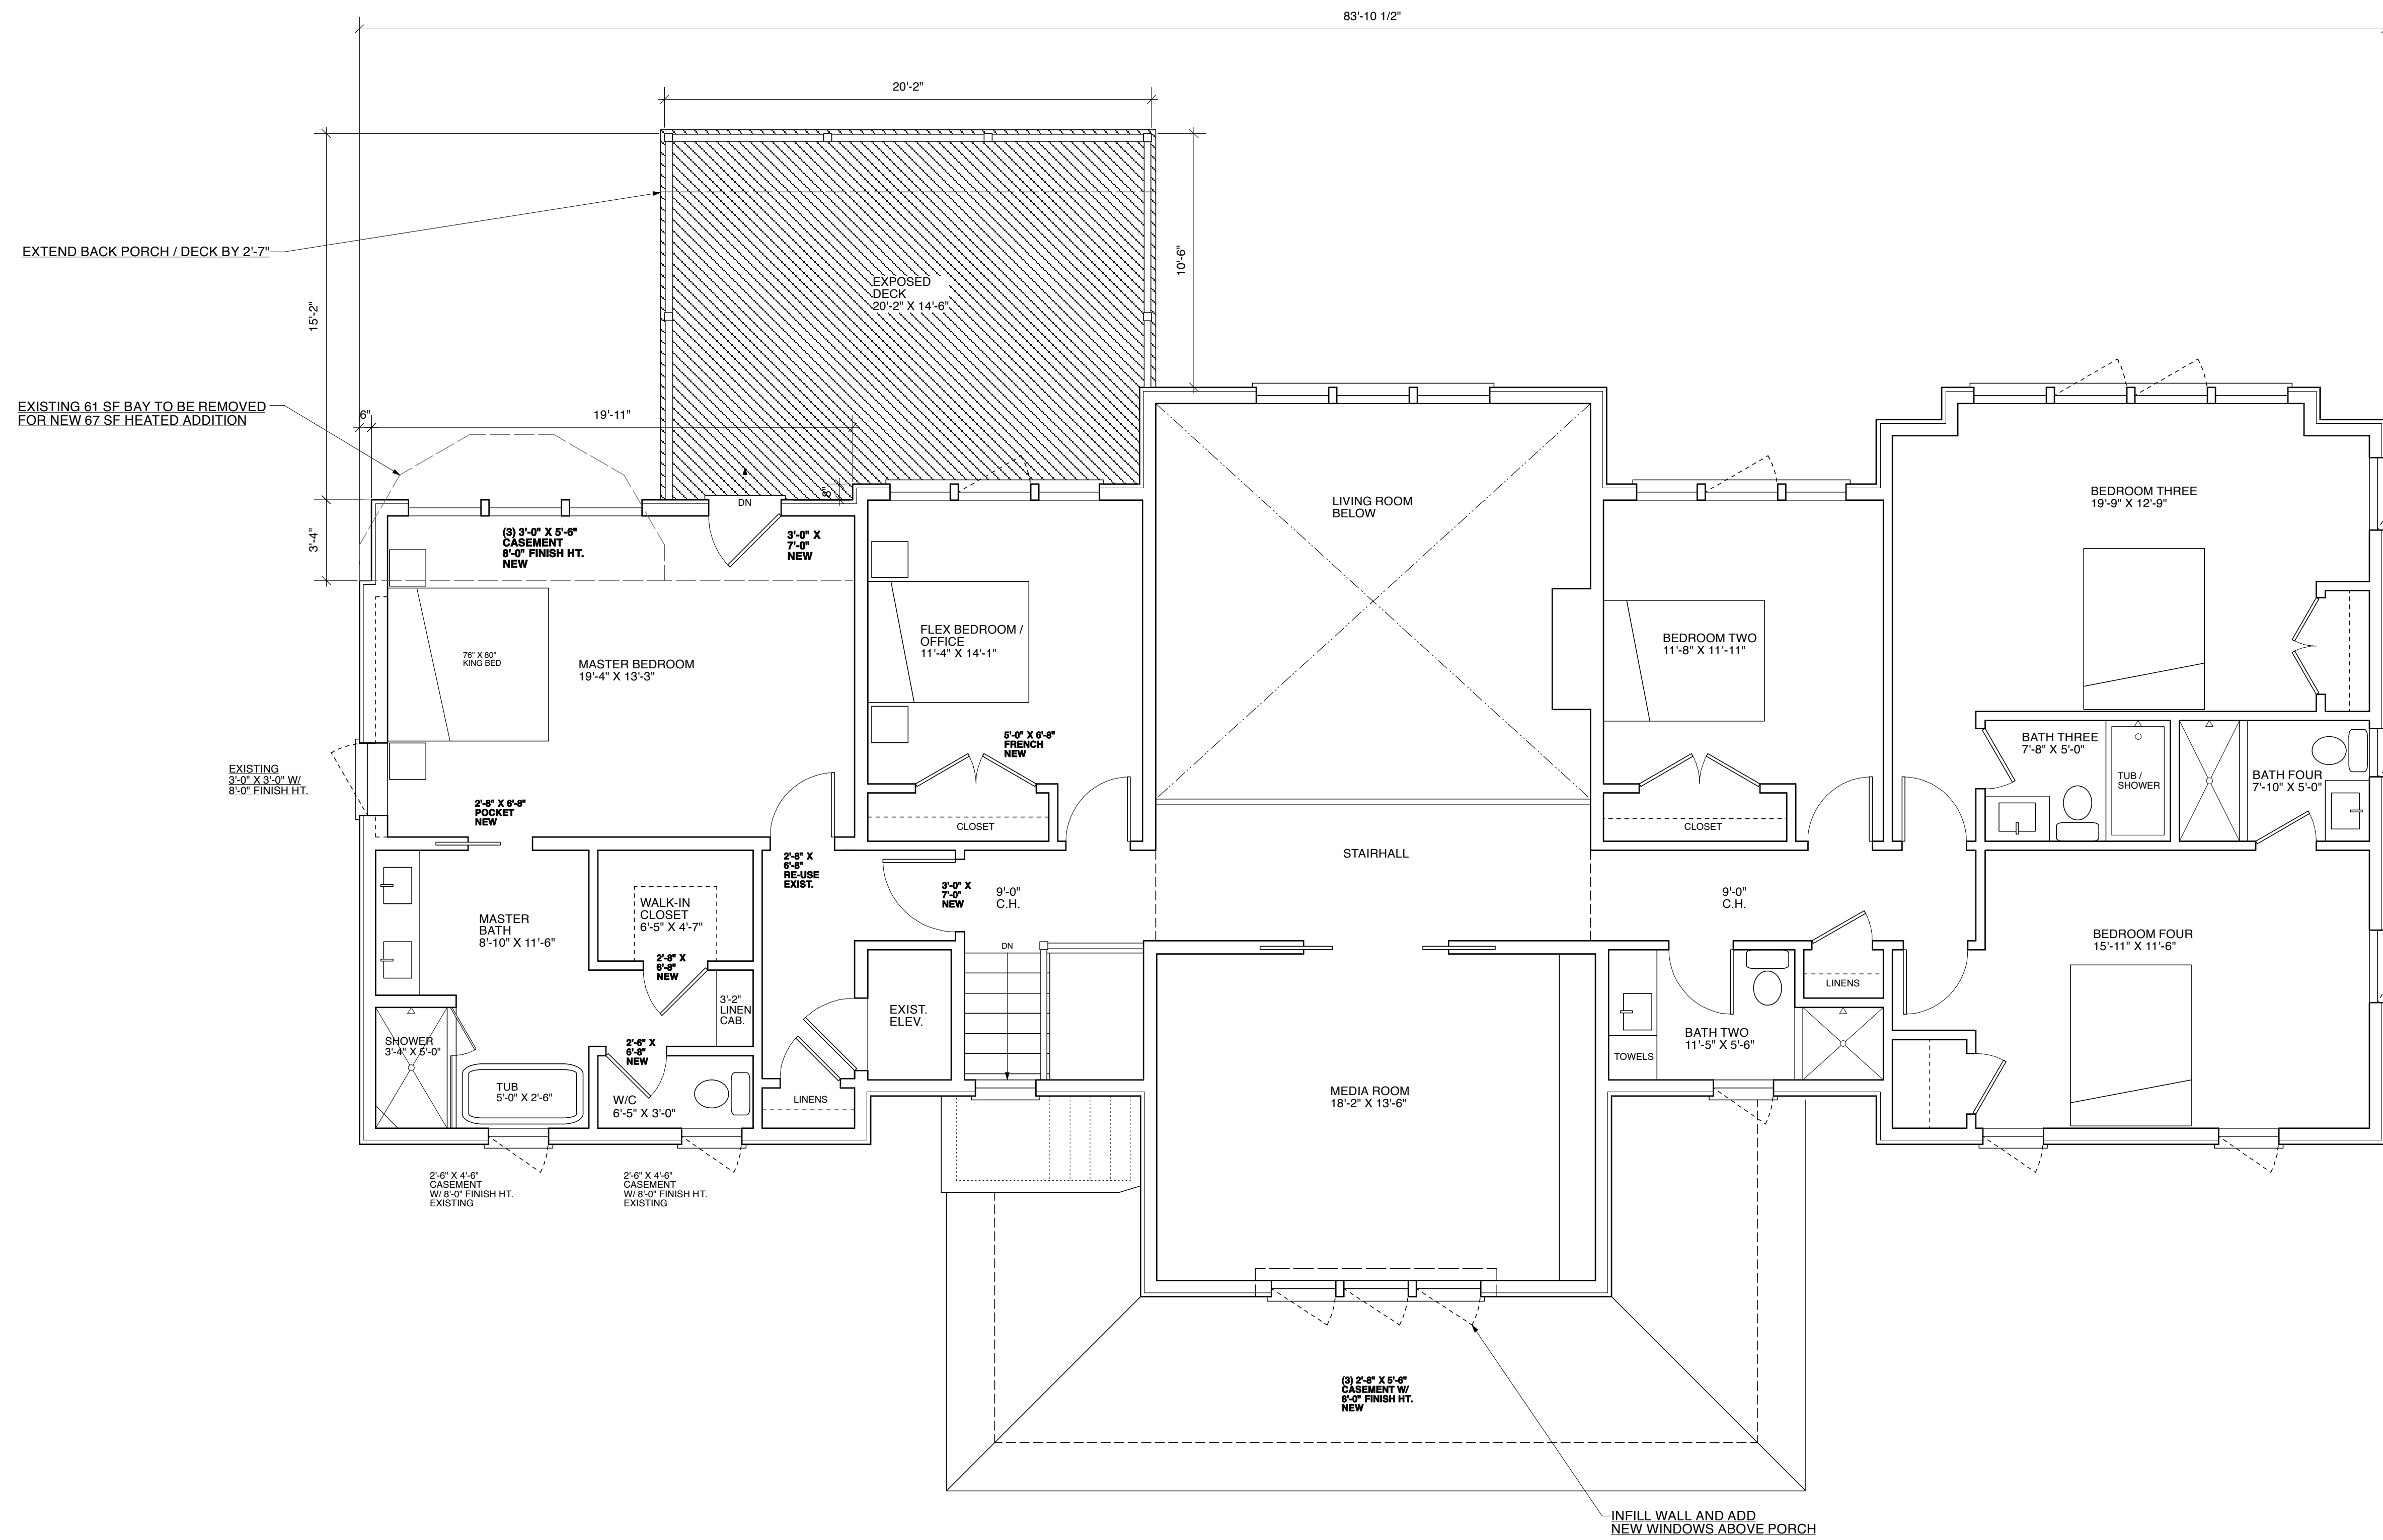 83'-10 1/2"
20'-2"
EXTEND BACK PORCH / DECK BY 2'-7"
15'-2"
10'-6"
EXPOSED
DECK
20'-2" X 14'-6"
EXISTING 61 SF BAY TO BE REMOVED
FOR NEW 67 SF HEATED ADDITION
6"
19'-11"
8"
DN
3'-4"
(3) 3'-0" X 5'-6"
CASEMENT
8'-0" FINISH HT.
NEW
3'-0" X
7'-0"
NEW
LIVING ROOM
BELOW
BEDROOM THREE
19'-9" X 12'-9"
76" X 80"
KING BED
MASTER BEDROOM
19'-4" X 13'-3"
FLEX BEDROOM /
OFFICE
11'-4" X 14'-1"
BEDROOM TWO
11'-8" X 11'-11"
5'-0" X 6'-8"
FRENCH
NEW
EXISTING
3'-0" X 3'-0" W/
8'-0" FINISH HT.
2'-8" X 6'-8"
POCKET
NEW
BATH THREE
7'-8" X 5'-0"
TUB /
SHOWER
BATH FOUR
7'-10" X 5'-0"
CLOSET
CLOSET
2'-8" X
6'-8"
RE-USE
EXIST.
STAIRHALL
3'-0" X
7'-0"
NEW
9'-0"
C.H.
9'-0"
C.H.
MASTER
BATH
8'-10" X 11'-6"
WALK-IN
CLOSET
6'-5" X 4'-7"
2'-8" X
6'-8"
NEW
DN
BEDROOM FOUR
15'-11" X 11'-6"
3'-2"
LINEN
CAB.
EXIST.
ELEV.
LINENS
SHOWER
3'-4" X 5'-0"
2'-6" X
6'-8"
NEW
BATH TWO
11'-5" X 5'-6"
TOWELS
TUB
5'-0" X 2'-6"
W/C
6'-5" X 3'-0"
LINENS
MEDIA ROOM
18'-2" X 13'-6"
2'-6" X 4'-6"
CASEMENT
W/ 8'-0" FINISH HT.
EXISTING
2'-6" X 4'-6"
CASEMENT
W/ 8'-0" FINISH HT.
EXISTING
(3) 2'-8" X 5'-6"
CASEMENT W/
8'-0" FINISH HT.
NEW
INFILL WALL AND ADD
NEW WINDOWS ABOVE PORCH